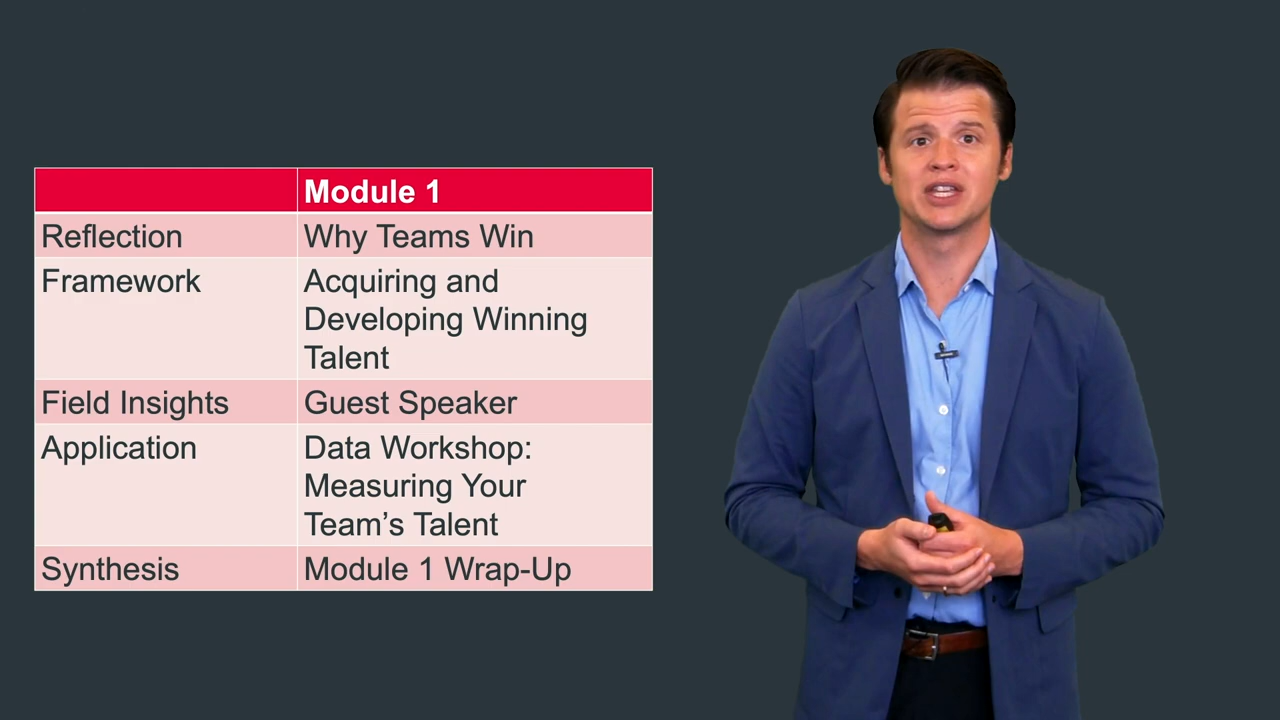 Module 1
Reflection
Why Teams Win
Framework
Acquiring and
Developing Winning
Talent
Field Insights
Guest Speaker
Application
Data Workshop:
Measuring Your
Team’s Talent
Synthesis
Module 1 Wrap-Up